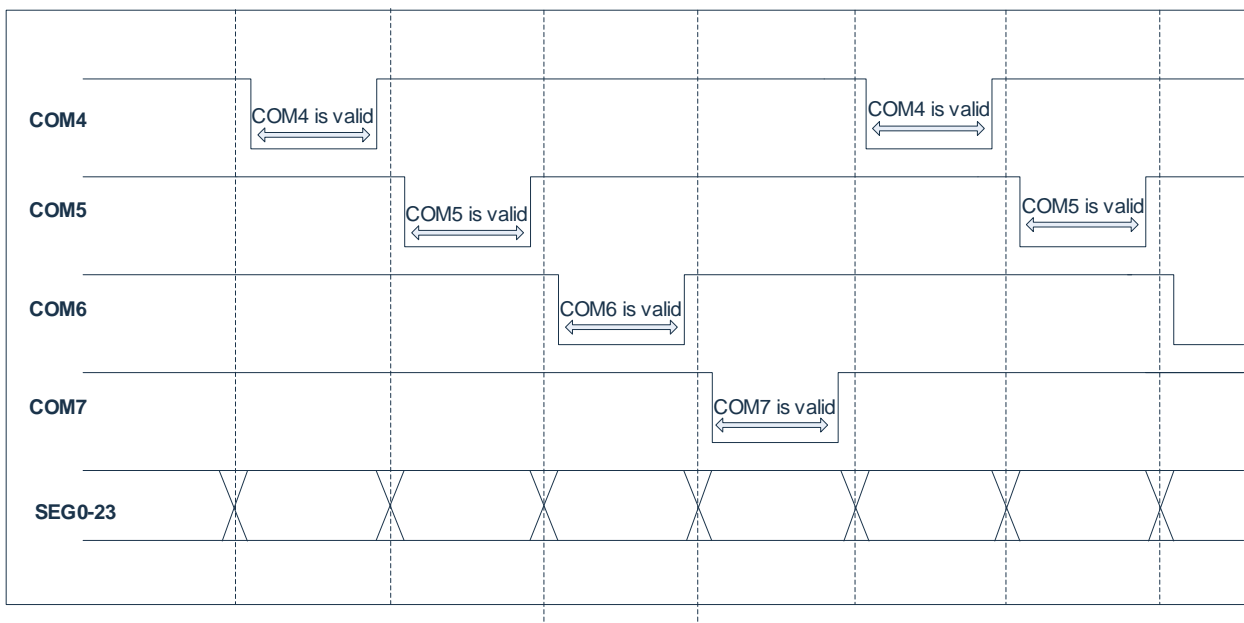 COM4 is valid
COM4 is valid
COM4
COM5 is valid
COM5 is valid
COM5
COM6 is valid
COM6
COM7 is valid
COM7
SEG0-23